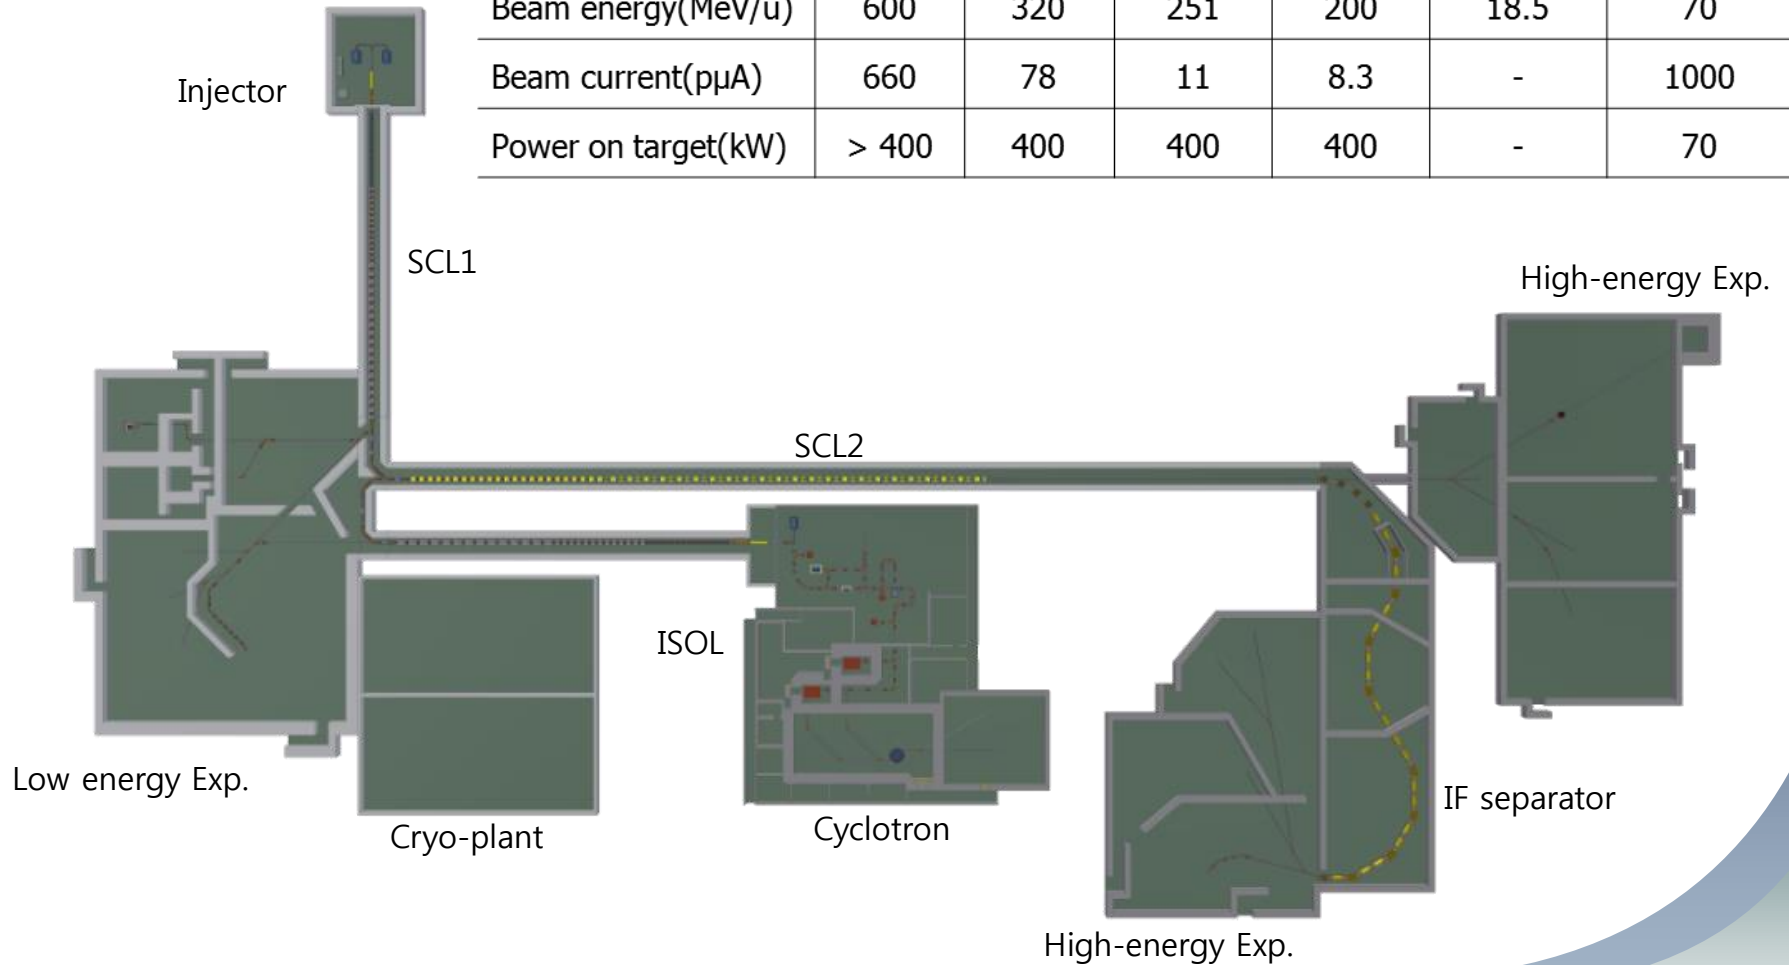 Beam energy(MeV/u) 600 320 251 200 18.5 70
Beam current(pμA) 660 78 11 8.3 - 1000
Power on target(kW) > 400 400 400 400 - 70
Injector
SCL1
High-energy Exp.
SCL2
ISOL
Low energy Exp.
Cryo-plant
Cyclotron
IF separator
High-energy Exp.